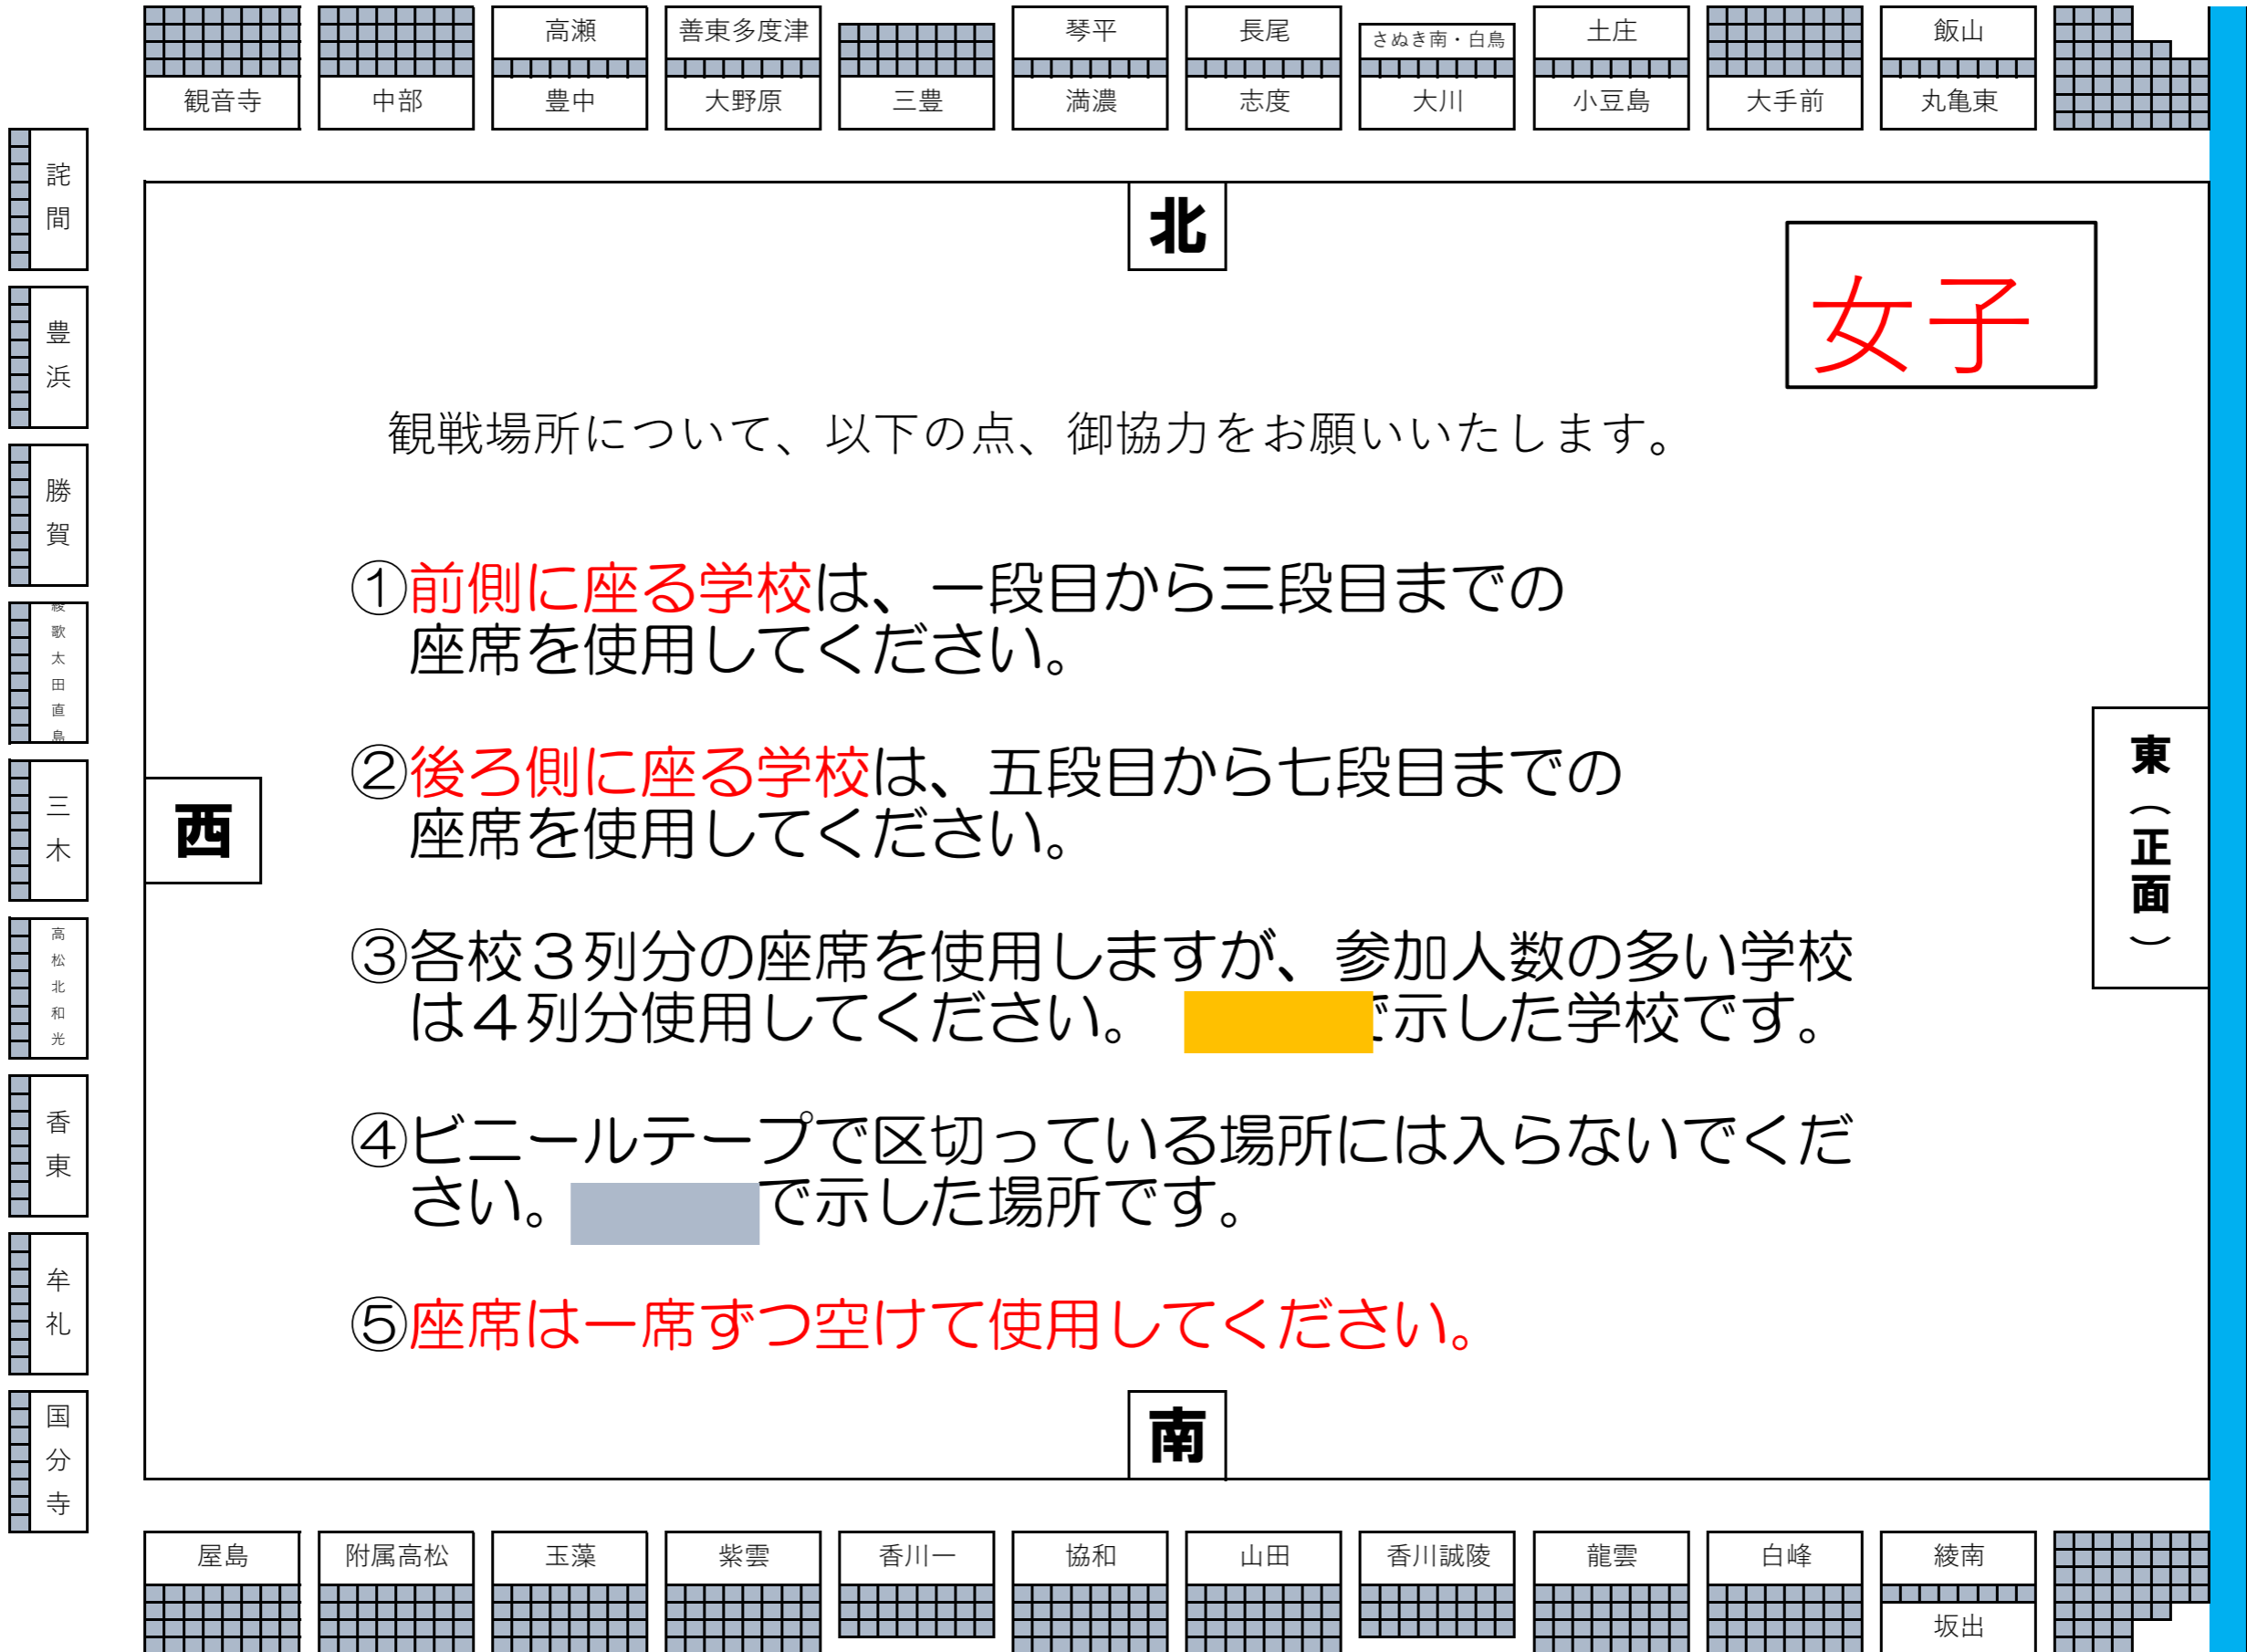 高瀬
善東多度津
琴平
長尾
さぬき南・白鳥
土庄
飯山
観音寺
中部
豊中
大野原
三豊
満濃
志度
大川
小豆島
大手前
丸亀東
詫間
豊浜
勝賀
綾歌太田直島
三木
高松北和光
香東
牟礼
国分寺
北
女子
観戦場所について、以下の点、御協力をお願いいたします。
①前側に座る学校は、一段目から三段目までの
座席を使用してください。
②後ろ側に座る学校は、五段目から七段目までの
座席を使用してください。
③各校３列分の座席を使用しますが、参加人数の多い学校
は４列分使用してください。 で示した学校です。
④ビニールテープで区切っている場所には入らないでくだ
さい。 で示した場所です。
⑤座席は一席ずつ空けて使用してください。
西
東（正面）
南
屋島
附属高松
玉藻
紫雲
香川一
協和
山田
香川誠陵
龍雲
白峰
綾南
坂出